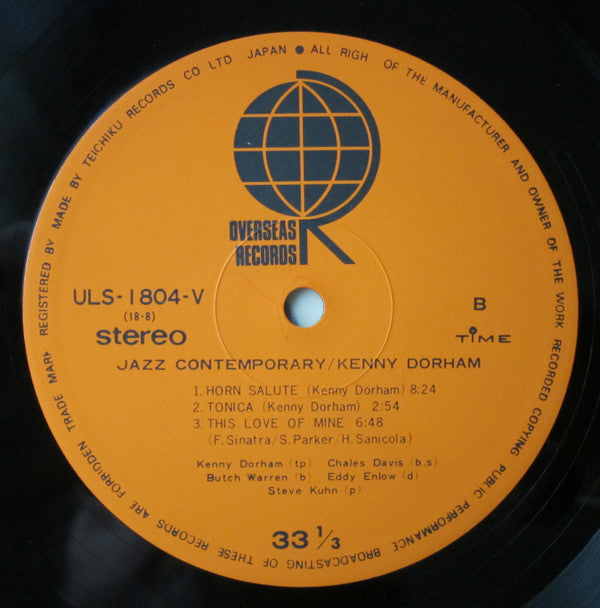 TRADE MARK REGISTERED BY MADE BY TEICHIKU RECORDS CO LTD JAPAN ● ALL RIGH OF THE MANUFACTURER AND OWNER OF THE WORK RECORDED COPYING PUBLIC PERFORMANCE BROADCASTING OF THESE RECORDS ARE FORBIDDEN
R
OVERSEAS
RECORDS
ULS-1804-V
(18-8)
stereo
B
TIME
JAZZ CONTEMPORARY/KENNY DORHAM
1. HORN SALUTE (Kenny Dorham) 8:24
2. TONICA (Kenny Dorham) 2:54
3. THIS LOVE OF MINE 6:48
(F. Sinatra/S. Parker/H. Sanicola)
Kenny Dorham (tp) Chales Davis (b.s)
Butch Warren (b) Eddy Enlow (d)
Steve Kuhn (p)
33 1/3